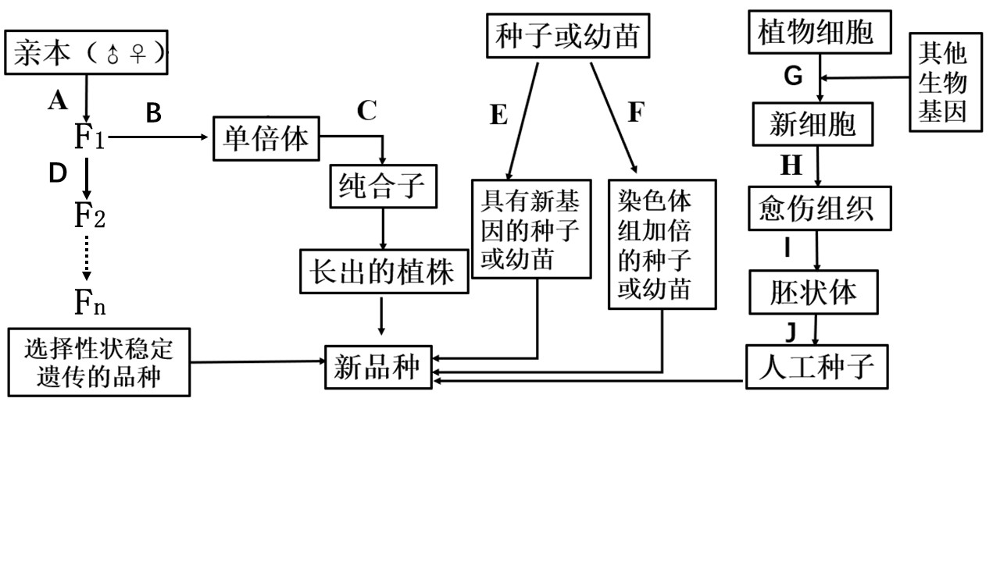 亲本（♂♀）
A
F1
B
单倍体
C
纯合子
长出的植株
D
F2
Fn
选择性状稳定
遗传的品种
新品种
种子或幼苗
E
F
具有新基
因的种子
或幼苗
染色体
组加倍
的种子
或幼苗
植物细胞
G
其他
生物
基因
新细胞
H
愈伤组织
I
胚状体
J
人工种子